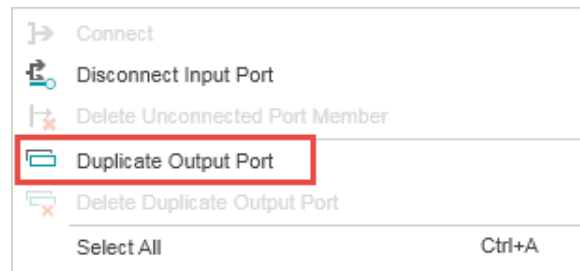 Connect
Disconnect Input Port
Delete Unconnected Port Member
Duplicate Output Port
Delete Duplicate Output Port
Select All Ctrl+A